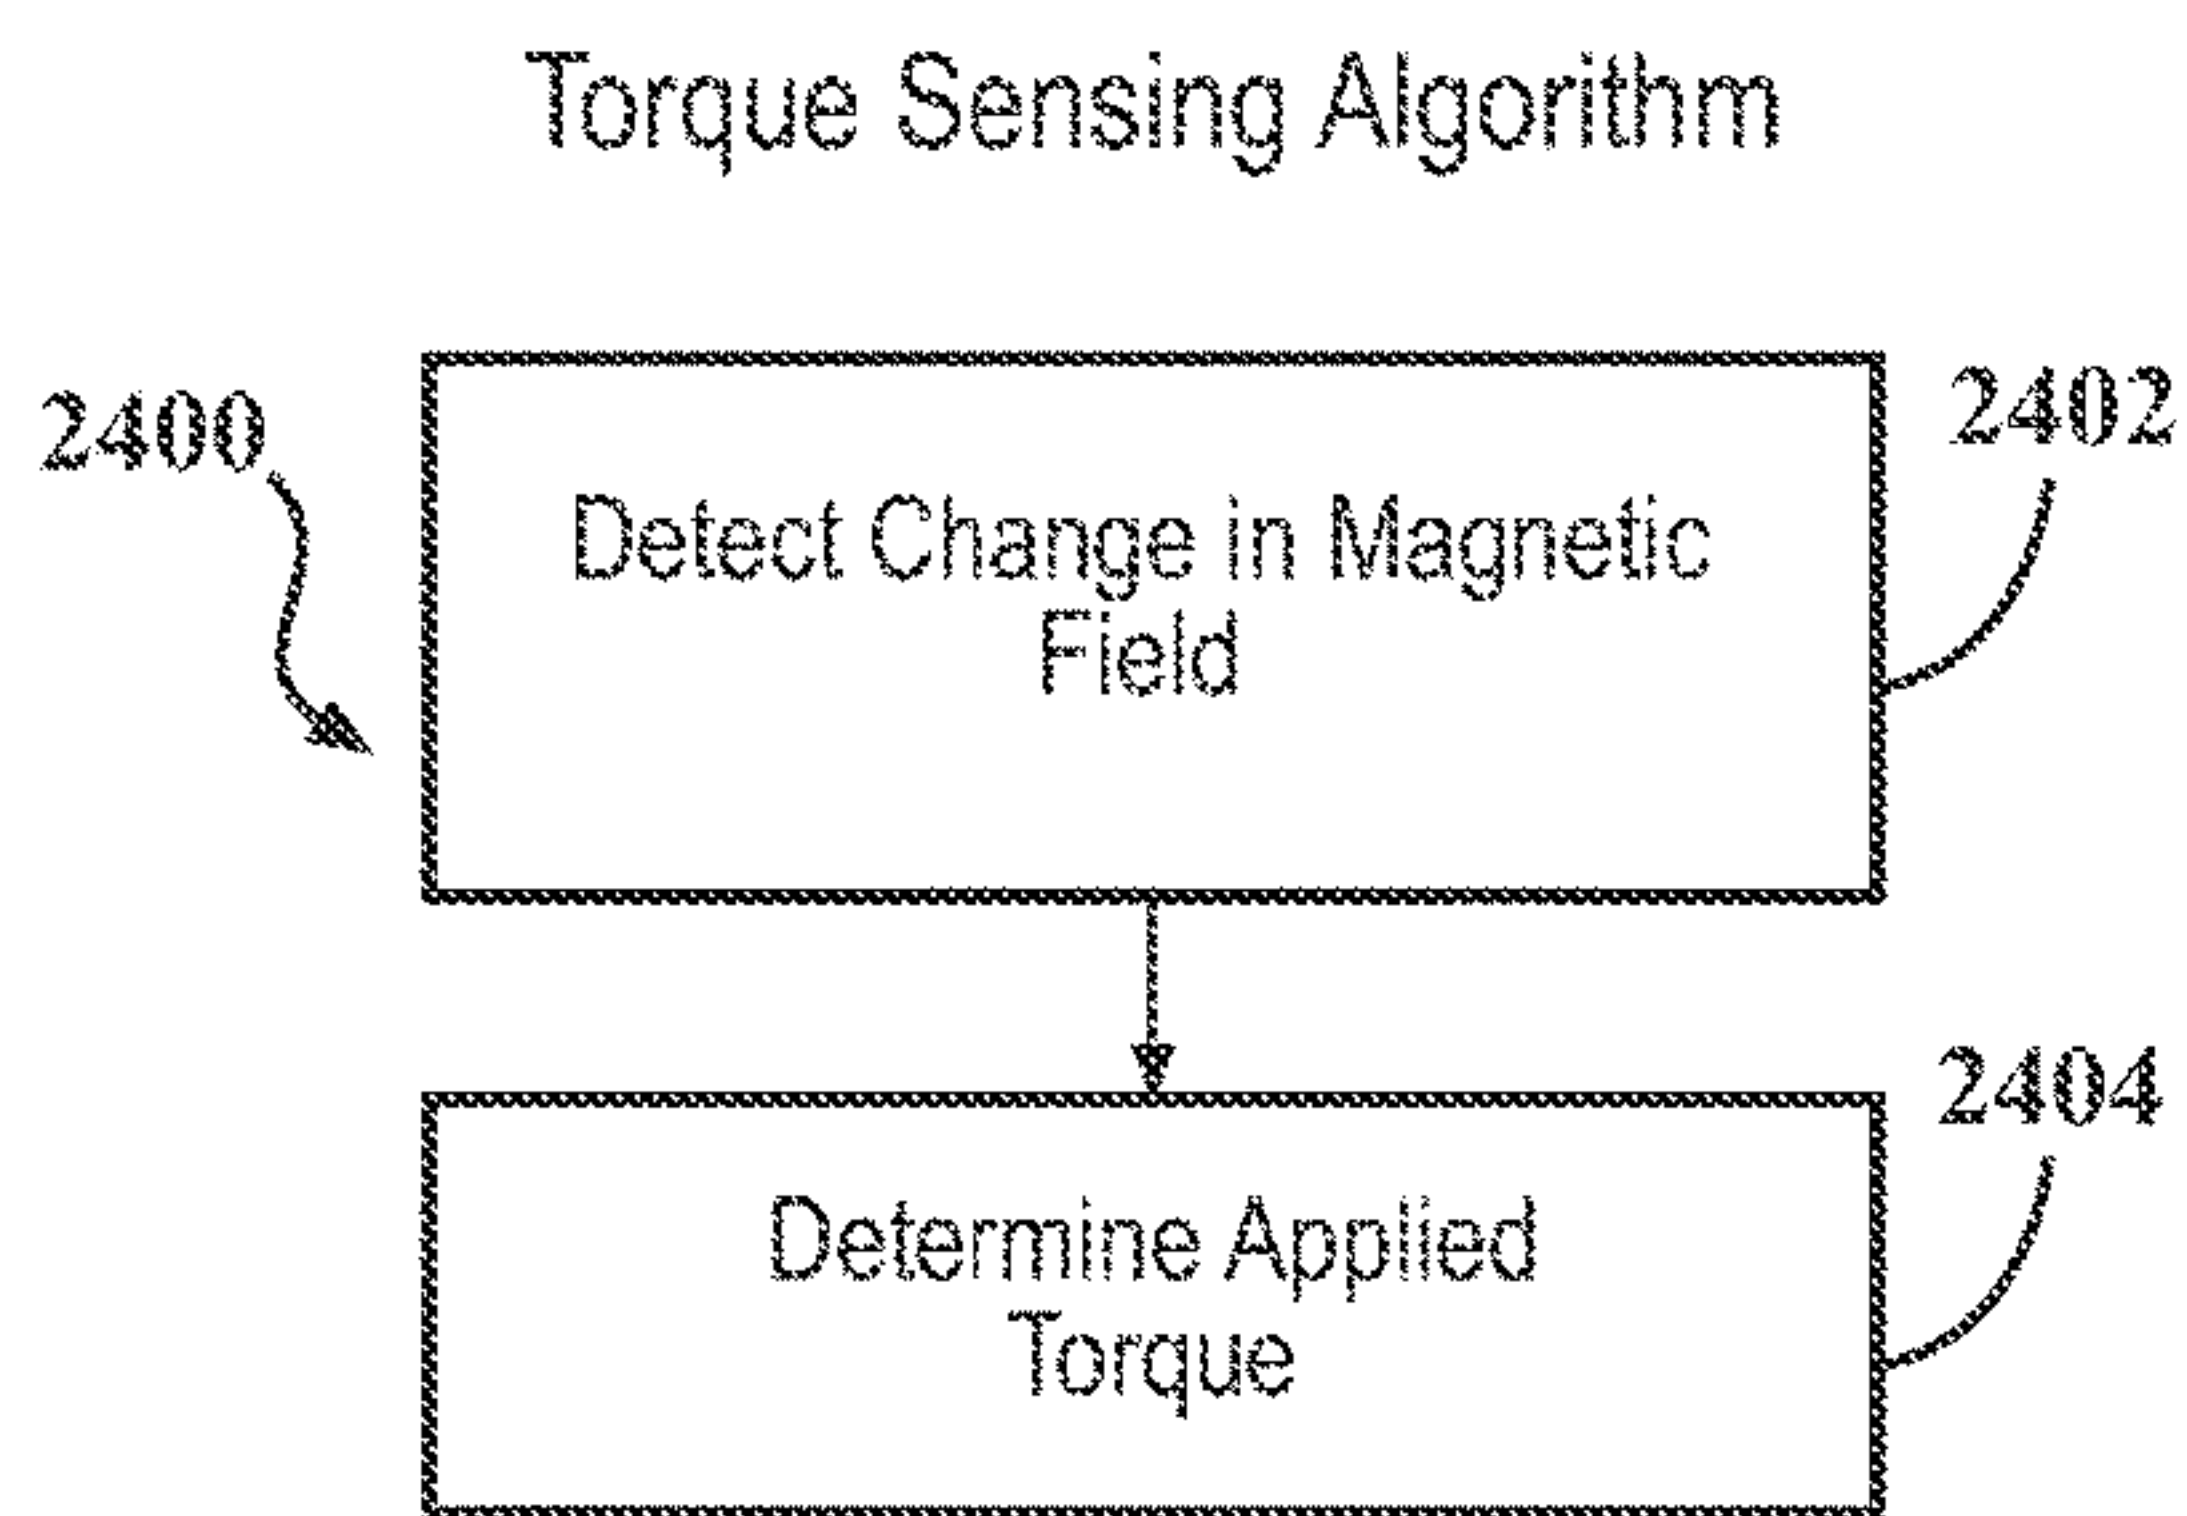 Torque Sensing Algorithm
2400
2402
Detect Change in Magnetic
Field
2404
Determine Applied
Torque